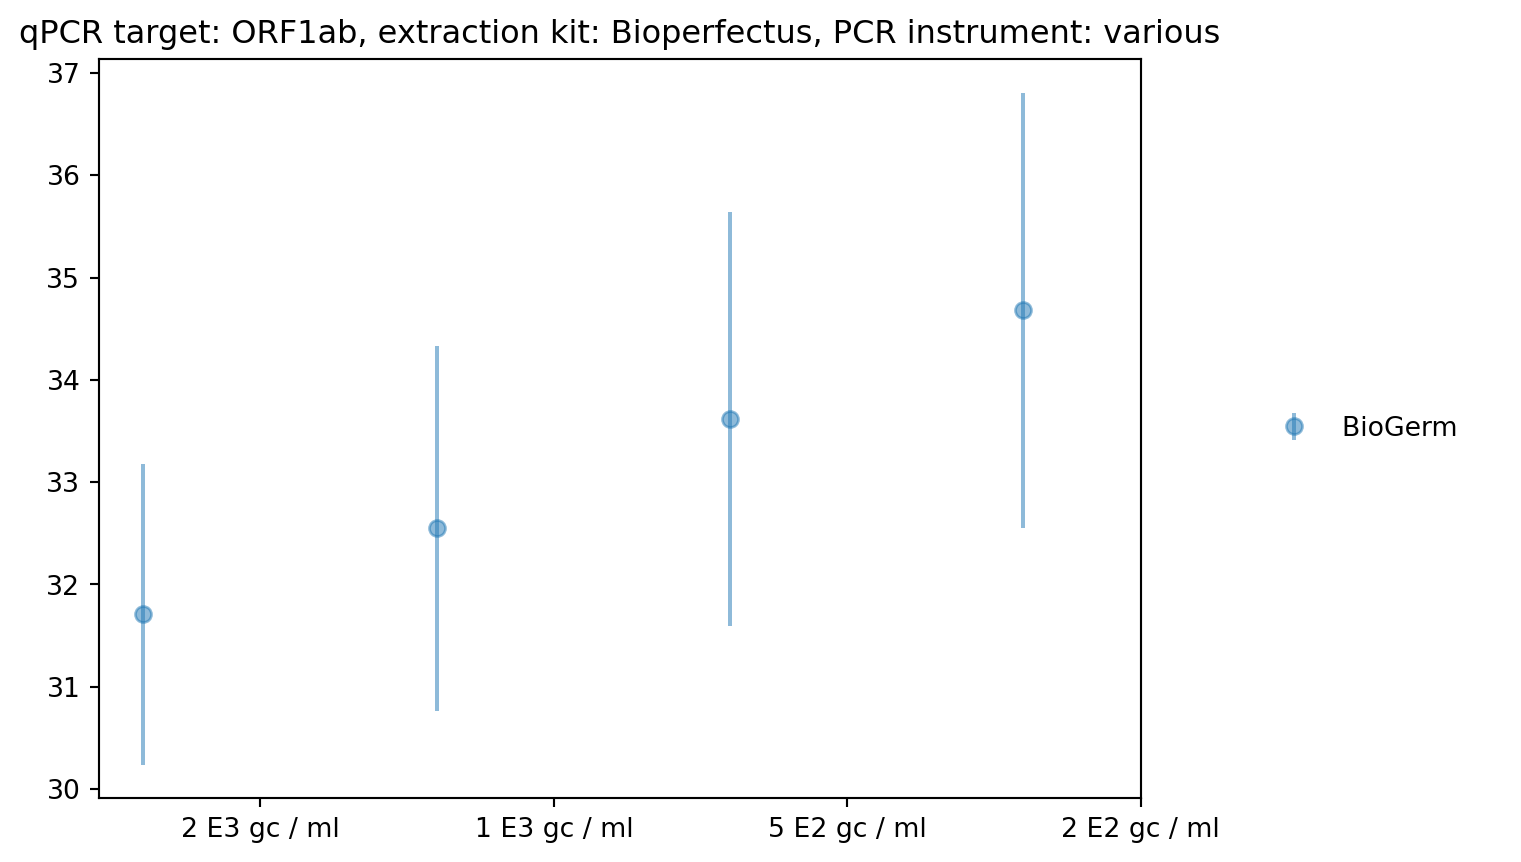 qPCR target: ORF1ab, extraction kit: Bioperfectus, PCR instrument: various
37
36
35
34
33
32
31
30
2 E3 gc / ml
1 E3 gc / ml
5 E2 gc / ml
2 E2 gc / ml
BioGerm